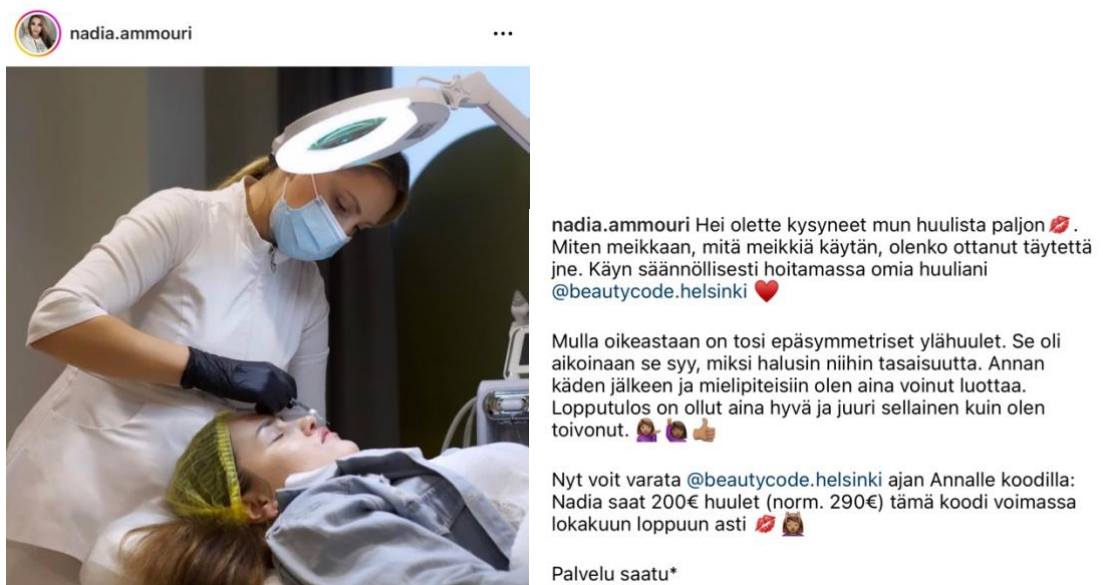 nadia.ammouri
...
nadia.ammouri Hei olette kysyneet mun huulista paljon💋.
Miten meikkaan, mitä meikkiä käytän, olenko ottanut täytettä
jne. Käyn säännöllisesti hoitamassa omia huuliani
@beautycode.helsinki ♥️
Mulla oikeastaan on tosi epäsymmetriset ylähuulet. Se oli
aikoinaan se syy, miksi halusin niihin tasaisuutta. Annan
käden jälkeen ja mielipiteisiin olen aina voinut luottaa.
Lopputulos on ollut aina hyvä ja juuri sellainen kuin olen
toivonut. 💁🏽‍♀️🙋🏽‍♀️👍🏽
Nyt voit varata @beautycode.helsinki ajan Annalle koodilla:
Nadia saat 200€ huulet (norm. 290€) tämä koodi voimassa
lokakuun loppuun asti 💋 💆🏽‍♀️
Palvelu saatu*